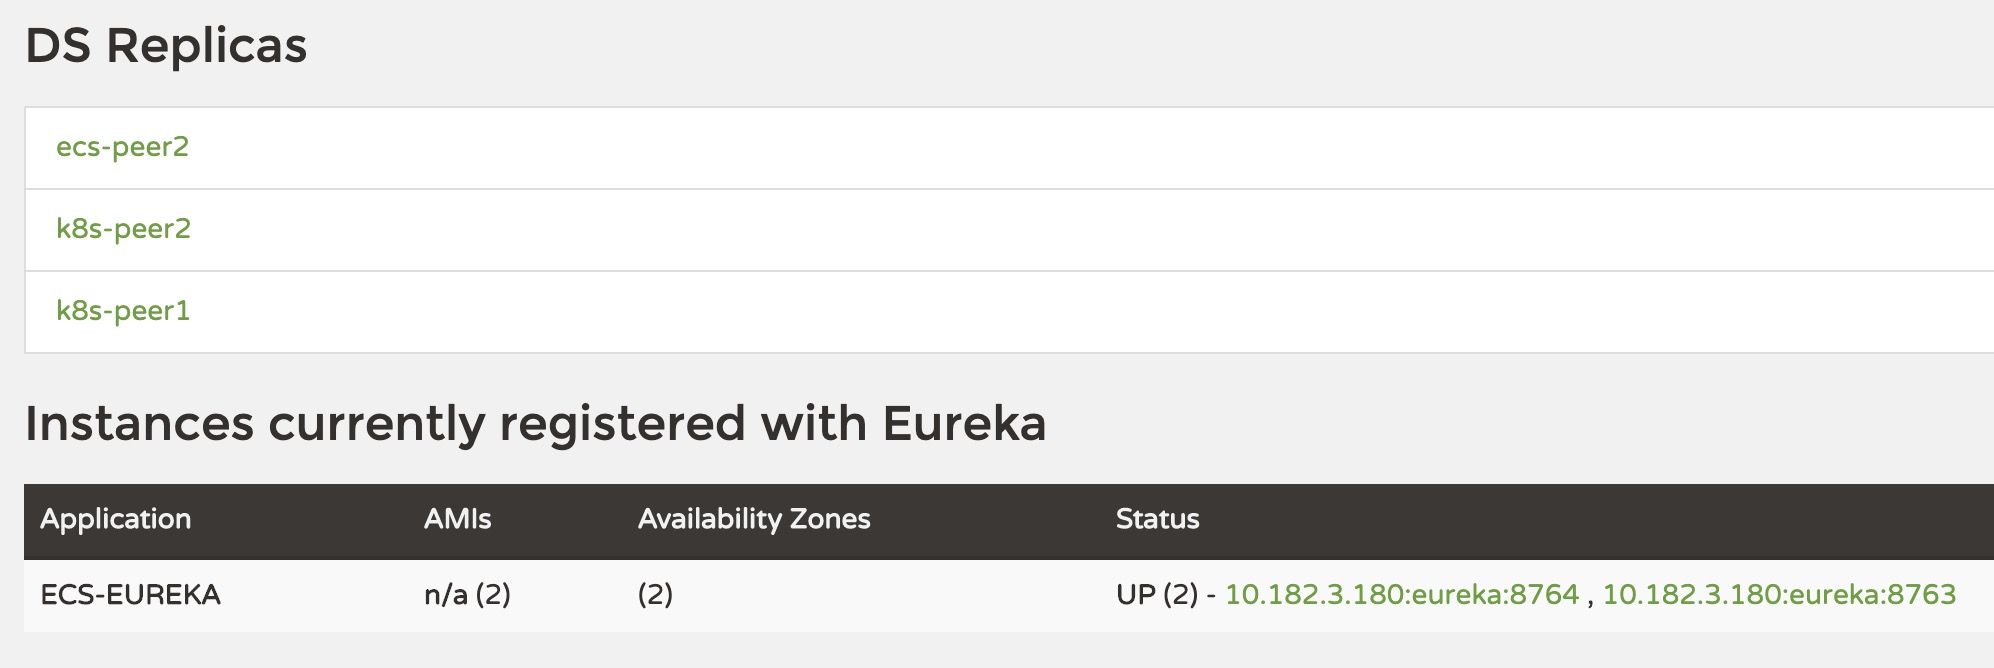 DS Replicas
ecs-peer2
k8s-peer2
k8s-peer1
Instances currently registered with Eureka
Application AMIs Availability Zones Status
ECS-EUREKA n/a (2) (2) UP (2) - 10.182.3.180:eureka:8764 , 10.182.3.180:eureka:8763